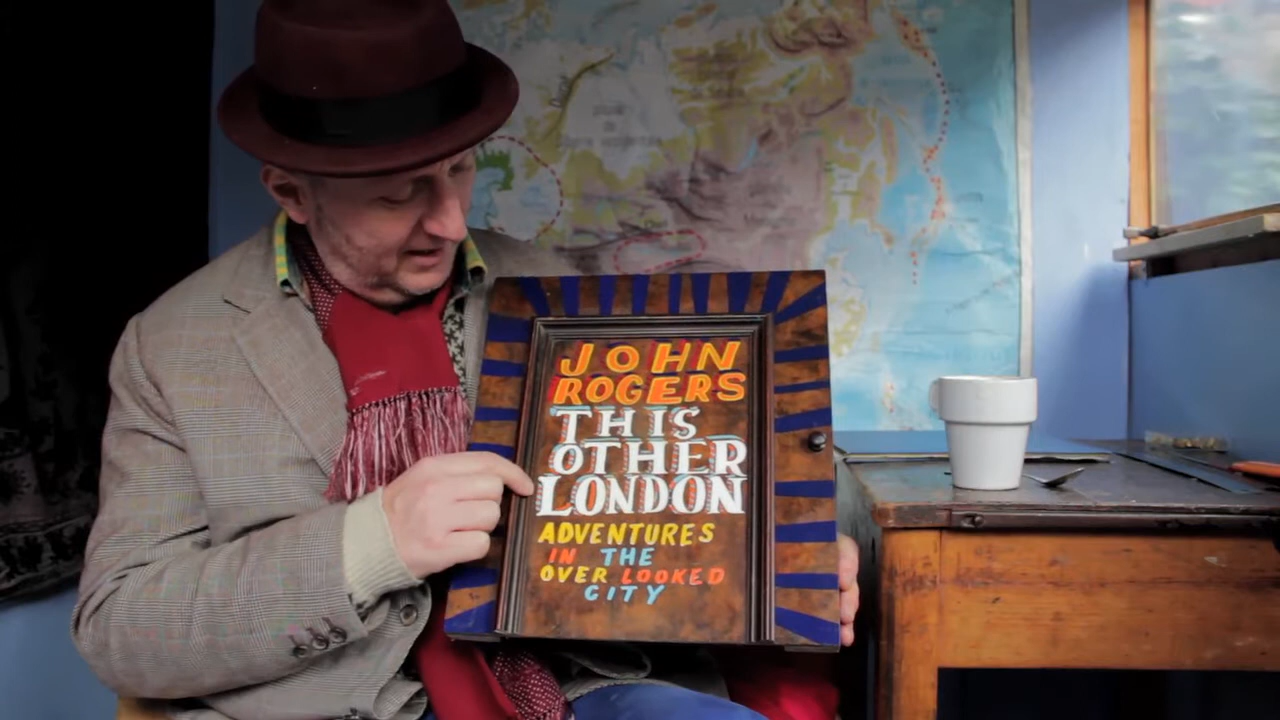 JOHN
ROGERS
THIS
OTHER
LONDON
ADVENTURES
IN THE
OVER LOOKED
CITY